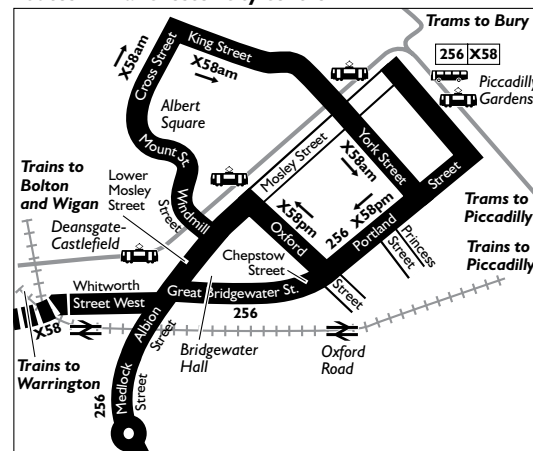 Trams to Bury
256 X58
Piccadilly
Gardens
King Street
X58am
X58am
Cross Street
Albert
Square
Mosley Street
York Street
X58am
Street
Mount St.
Lower
Mosley
Street
Trains to
Bolton
and Wigan
Windmill
Street
X58pm
Oxford
Street
256 X58pm
Portland
Princess
Street
Trams to
Piccadilly
Trains to
Piccadilly
Deansgate-
Castlefield
Chepstow
Street
Whitworth
Street West
Great Bridgewater St.
256
X58
Albion
Street
Bridgewater
Hall
Oxford
Road
Trains to
Warrington
256
Medlock
Street